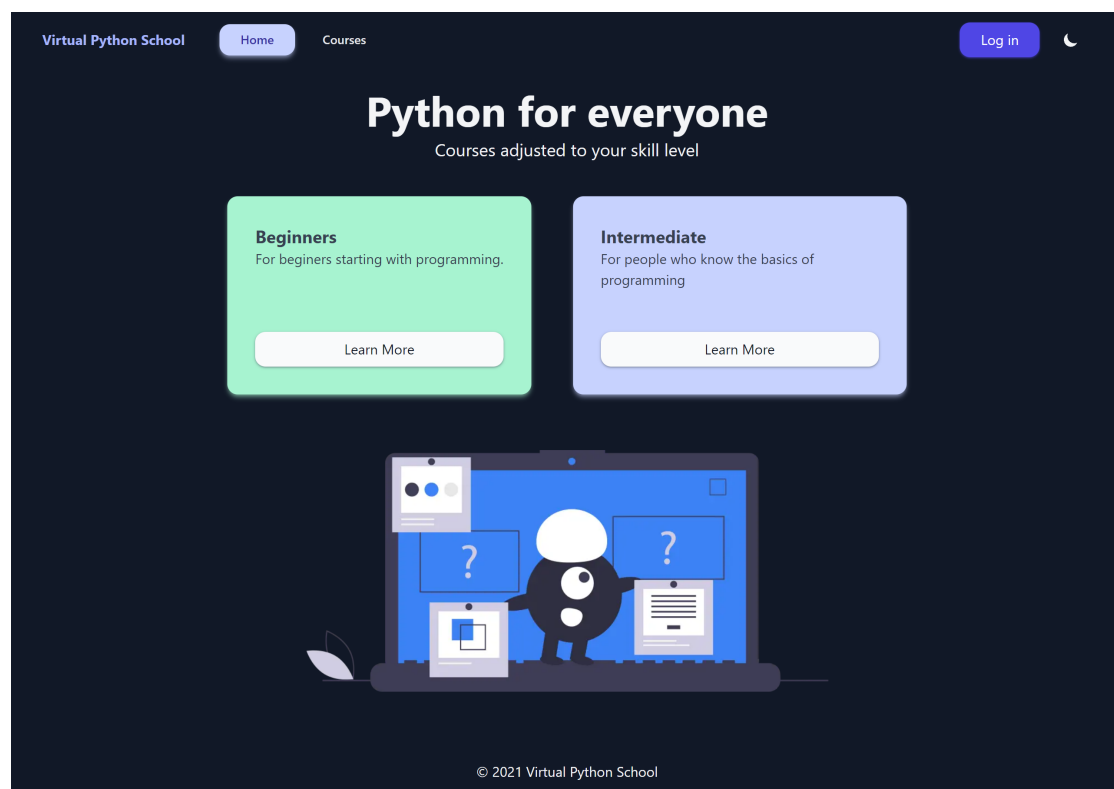 Virtual Python School
Home
Courses
Log in
Python for everyone
Courses adjusted to your skill level
Beginners
For beginers starting with programming.
Learn More
Intermediate
For people who know the basics of
programming
Learn More
?
?
© 2021 Virtual Python School